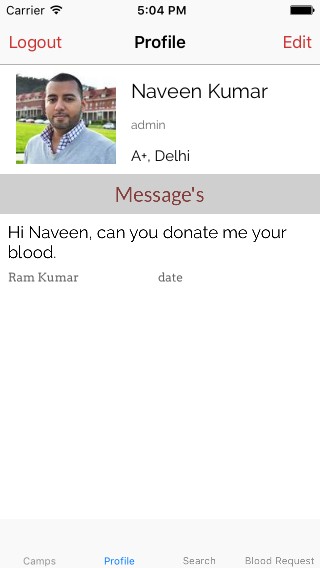 Carrier 5:04 PM
Logout Profile Edit
Naveen Kumar
admin
A+, Delhi
Message's
Hi Naveen, can you donate me your
blood.
Ram Kumar date
Camps Profile Search Blood Request